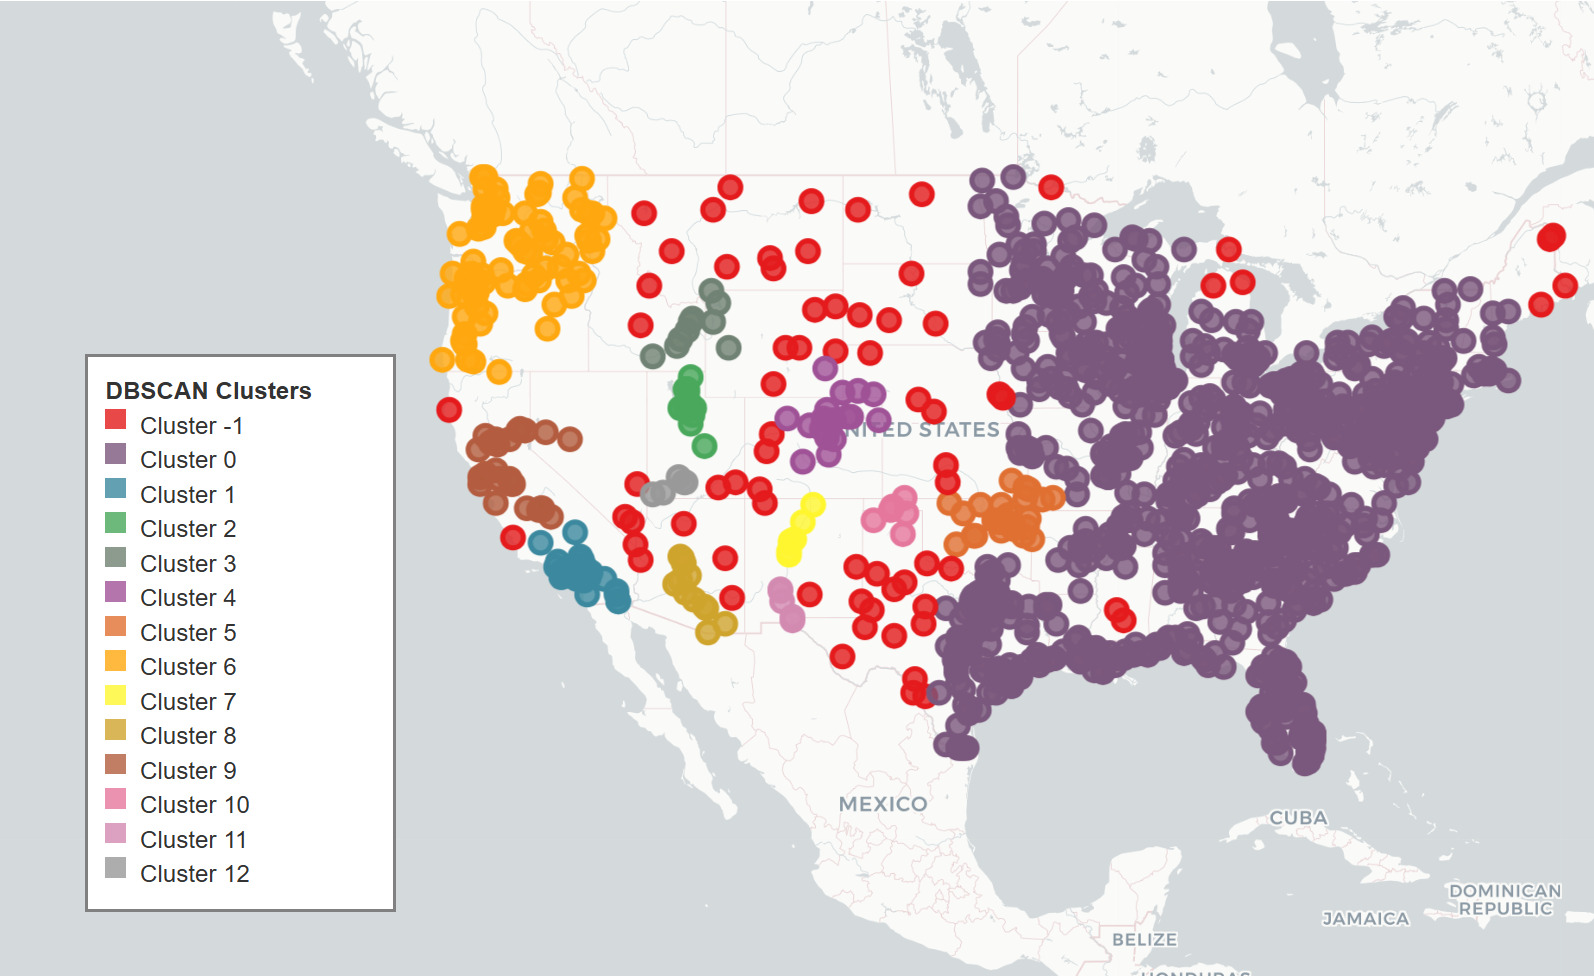 DBSCAN Clusters
Cluster -1
Cluster 0
Cluster 1
Cluster 2
Cluster 3
Cluster 4
Cluster 5
Cluster 6
Cluster 7
Cluster 8
Cluster 9
Cluster 10
Cluster 11
Cluster 12
NITED STATES
MEXICO
CUBA
DOMINICAN
REPUBLIC
JAMAICA
BELIZE
HONDURAS